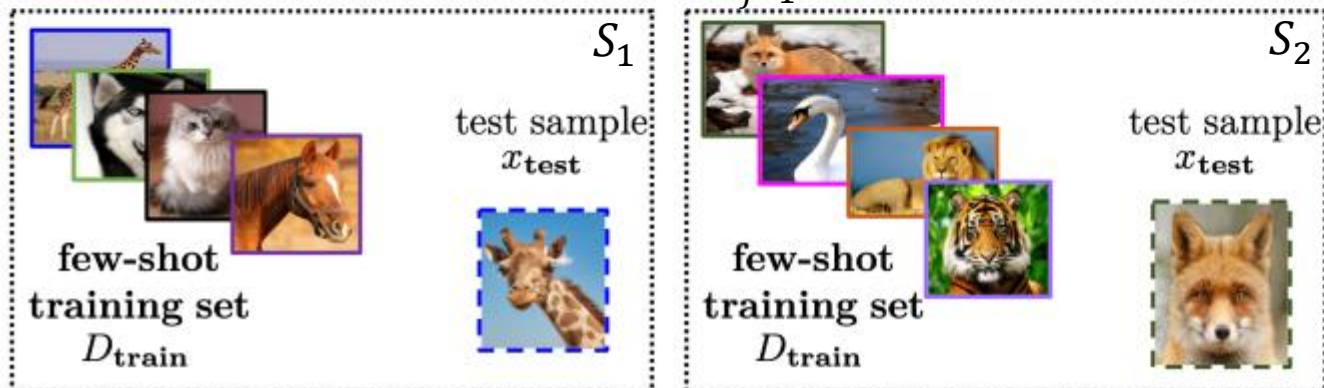 S₁
test sample
x_test
few-shot
training set
D_train
S₂
test sample
x_test
few-shot
training set
D_train